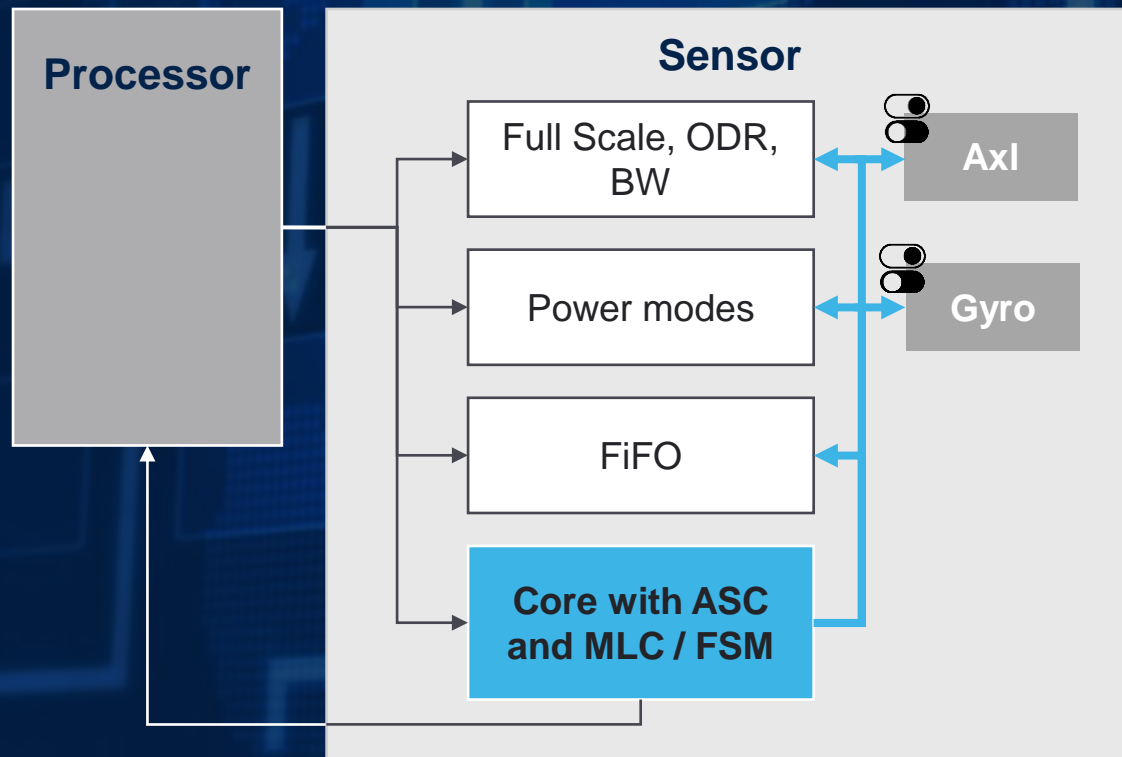 Processor
Sensor
Full Scale, ODR,
BW
Axl
Power modes
Gyro
FiFO
Core with ASC
and MLC / FSM